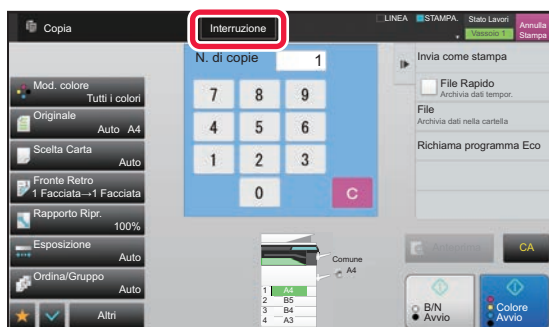 Copia
Interruzione
LINEA
STAMPA.
Stato Lavori
Vassoio 1
Annulla
Stampa
N. di copie
1
Mod. colore
Tutti i colori
Originale
Auto A4
Scelta Carta
Auto
Fronte Retro
1 Facciata→1 Facciata
Rapporto Ripr.
100%
Esposizione
Auto
Ordina/Gruppo
Auto
Altri
7 8 9
4 5 6
1 2 3
0
C
Comune
A4
1 A4
2 B5
3 B4
4 A3
Invia come stampa
File Rapido
Archivia dati tempor.
File
Archivia dati nella cartella
Richiama programma Eco
CA
B/N
Avvio
Colore
Avvio